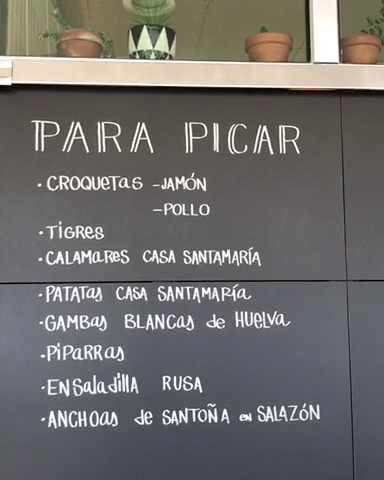 PARA PICAR
· CROQUETAS - JAMÓN
- POLLO
· TIGRES
· CALAMARES CASA SANTAMARÍA
· PATATAS CASA SANTAMARÍA
· GAMBAS BLANCAS de HUELVA
· PIPARRAS
· ENSaladilla RUSA
· ANCHOAS de SANTOÑA en SALAZÓN